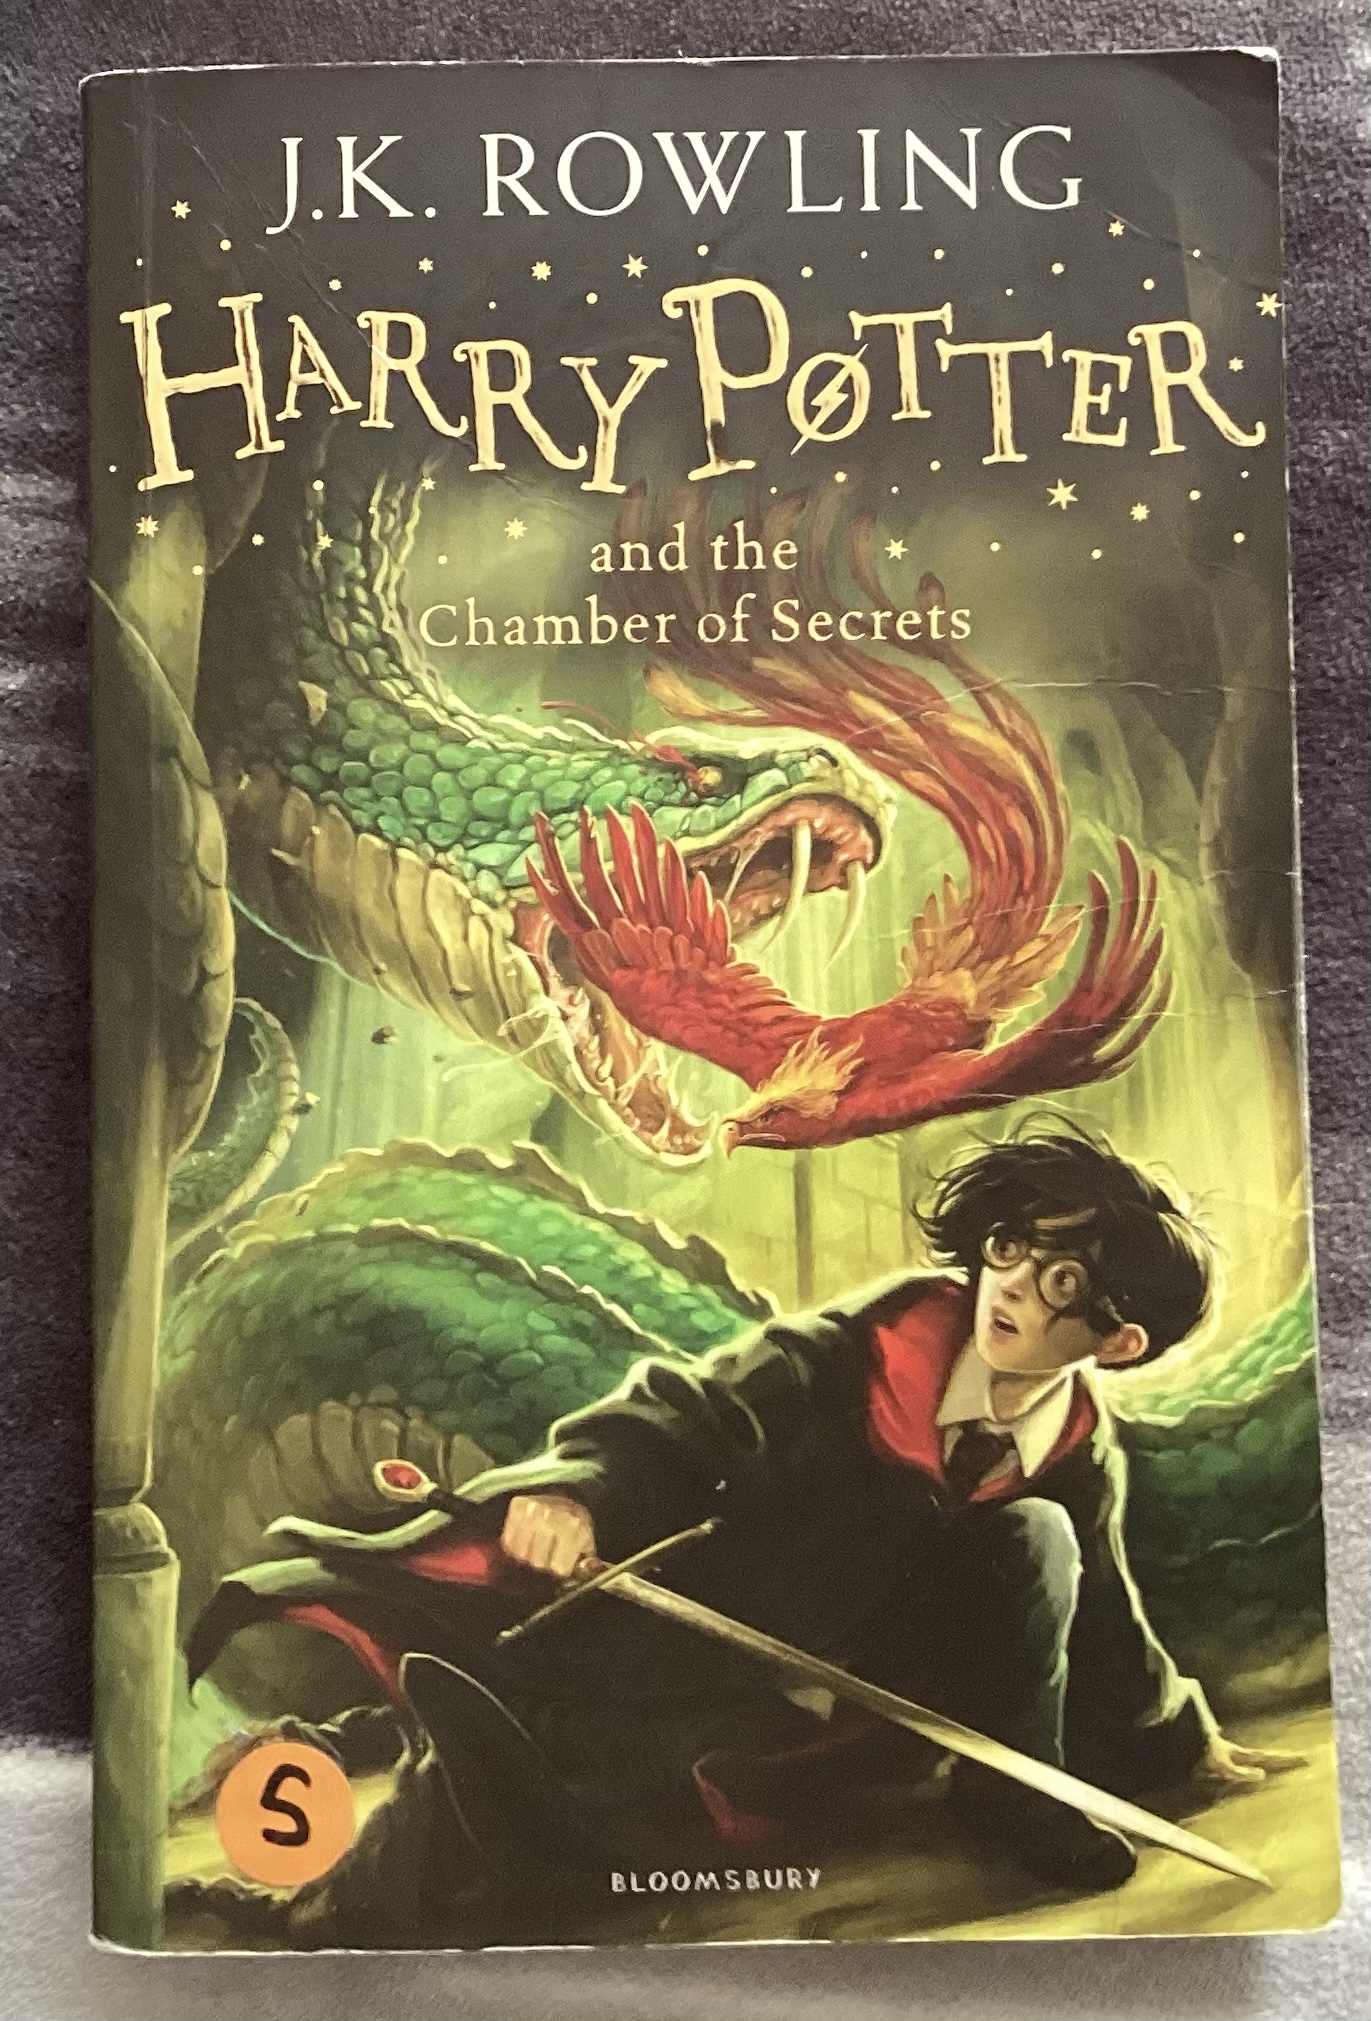 J.K. ROWLING
HARRY POTTER
and the
Chamber of Secrets
S
BLOOMSBURY